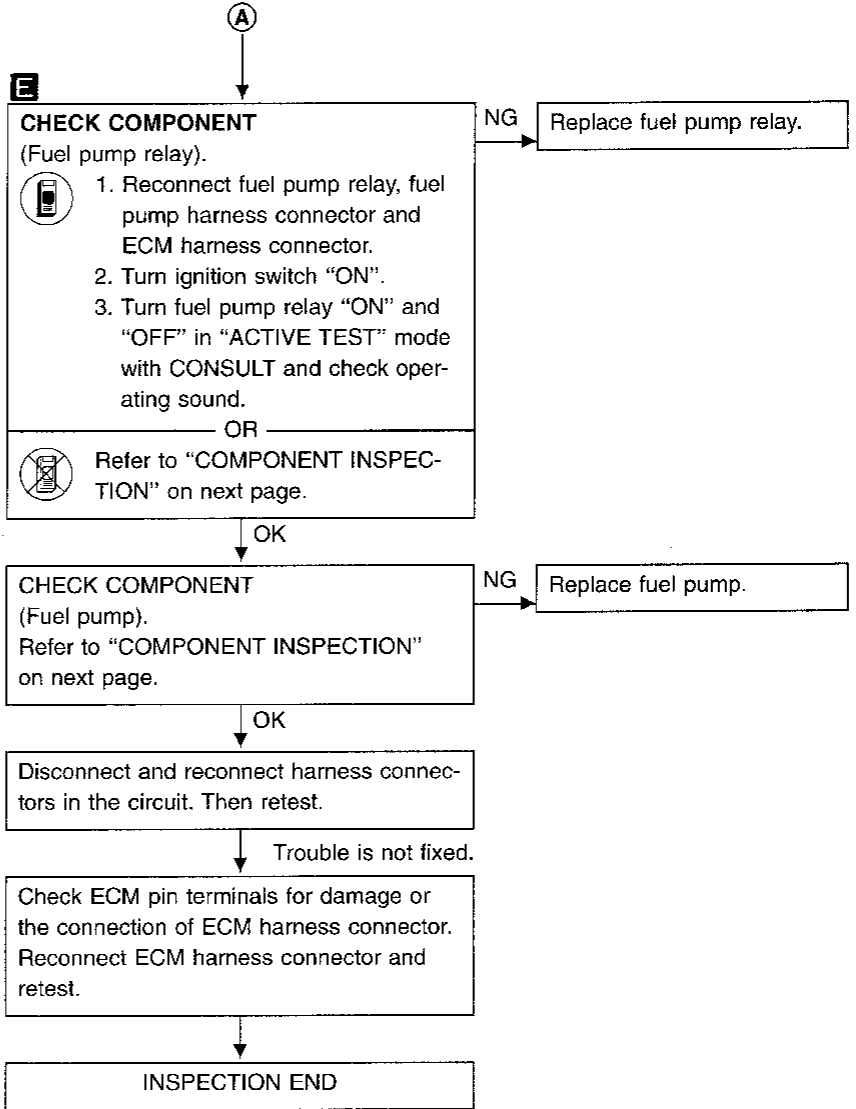 A
E
CHECK COMPONENT
(Fuel pump relay).
1. Reconnect fuel pump relay, fuel
pump harness connector and
ECM harness connector.
2. Turn ignition switch “ON”.
3. Turn fuel pump relay “ON” and
“OFF” in “ACTIVE TEST” mode
with CONSULT and check oper-
ating sound.
OR
Refer to “COMPONENT INSPEC-
TION” on next page.
NG
Replace fuel pump relay.
OK
CHECK COMPONENT
(Fuel pump).
Refer to “COMPONENT INSPECTION”
on next page.
NG
Replace fuel pump.
OK
Disconnect and reconnect harness connec-
tors in the circuit. Then retest.
Trouble is not fixed.
Check ECM pin terminals for damage or
the connection of ECM harness connector.
Reconnect ECM harness connector and
retest.
INSPECTION END